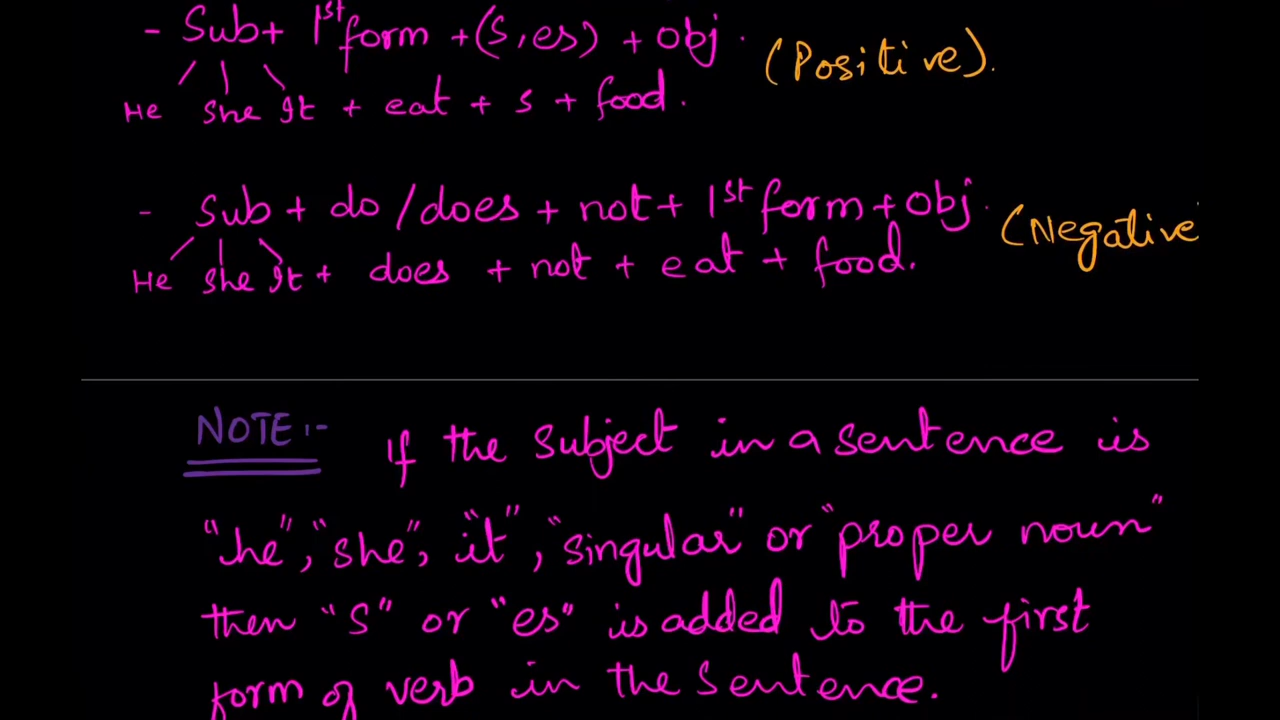 - Sub + 1st form + (s, es) + obj. (Positive).
He She It + eat + s + food.
- Sub + do / does + not + 1st form + obj. (Negative
He She It + does + not + eat + food.
NOTE :- If the subject in a sentence is
"he", "she", "it", "singular" or "proper noun"
then "s" or "es" is added to the first
form of verb in the sentence.